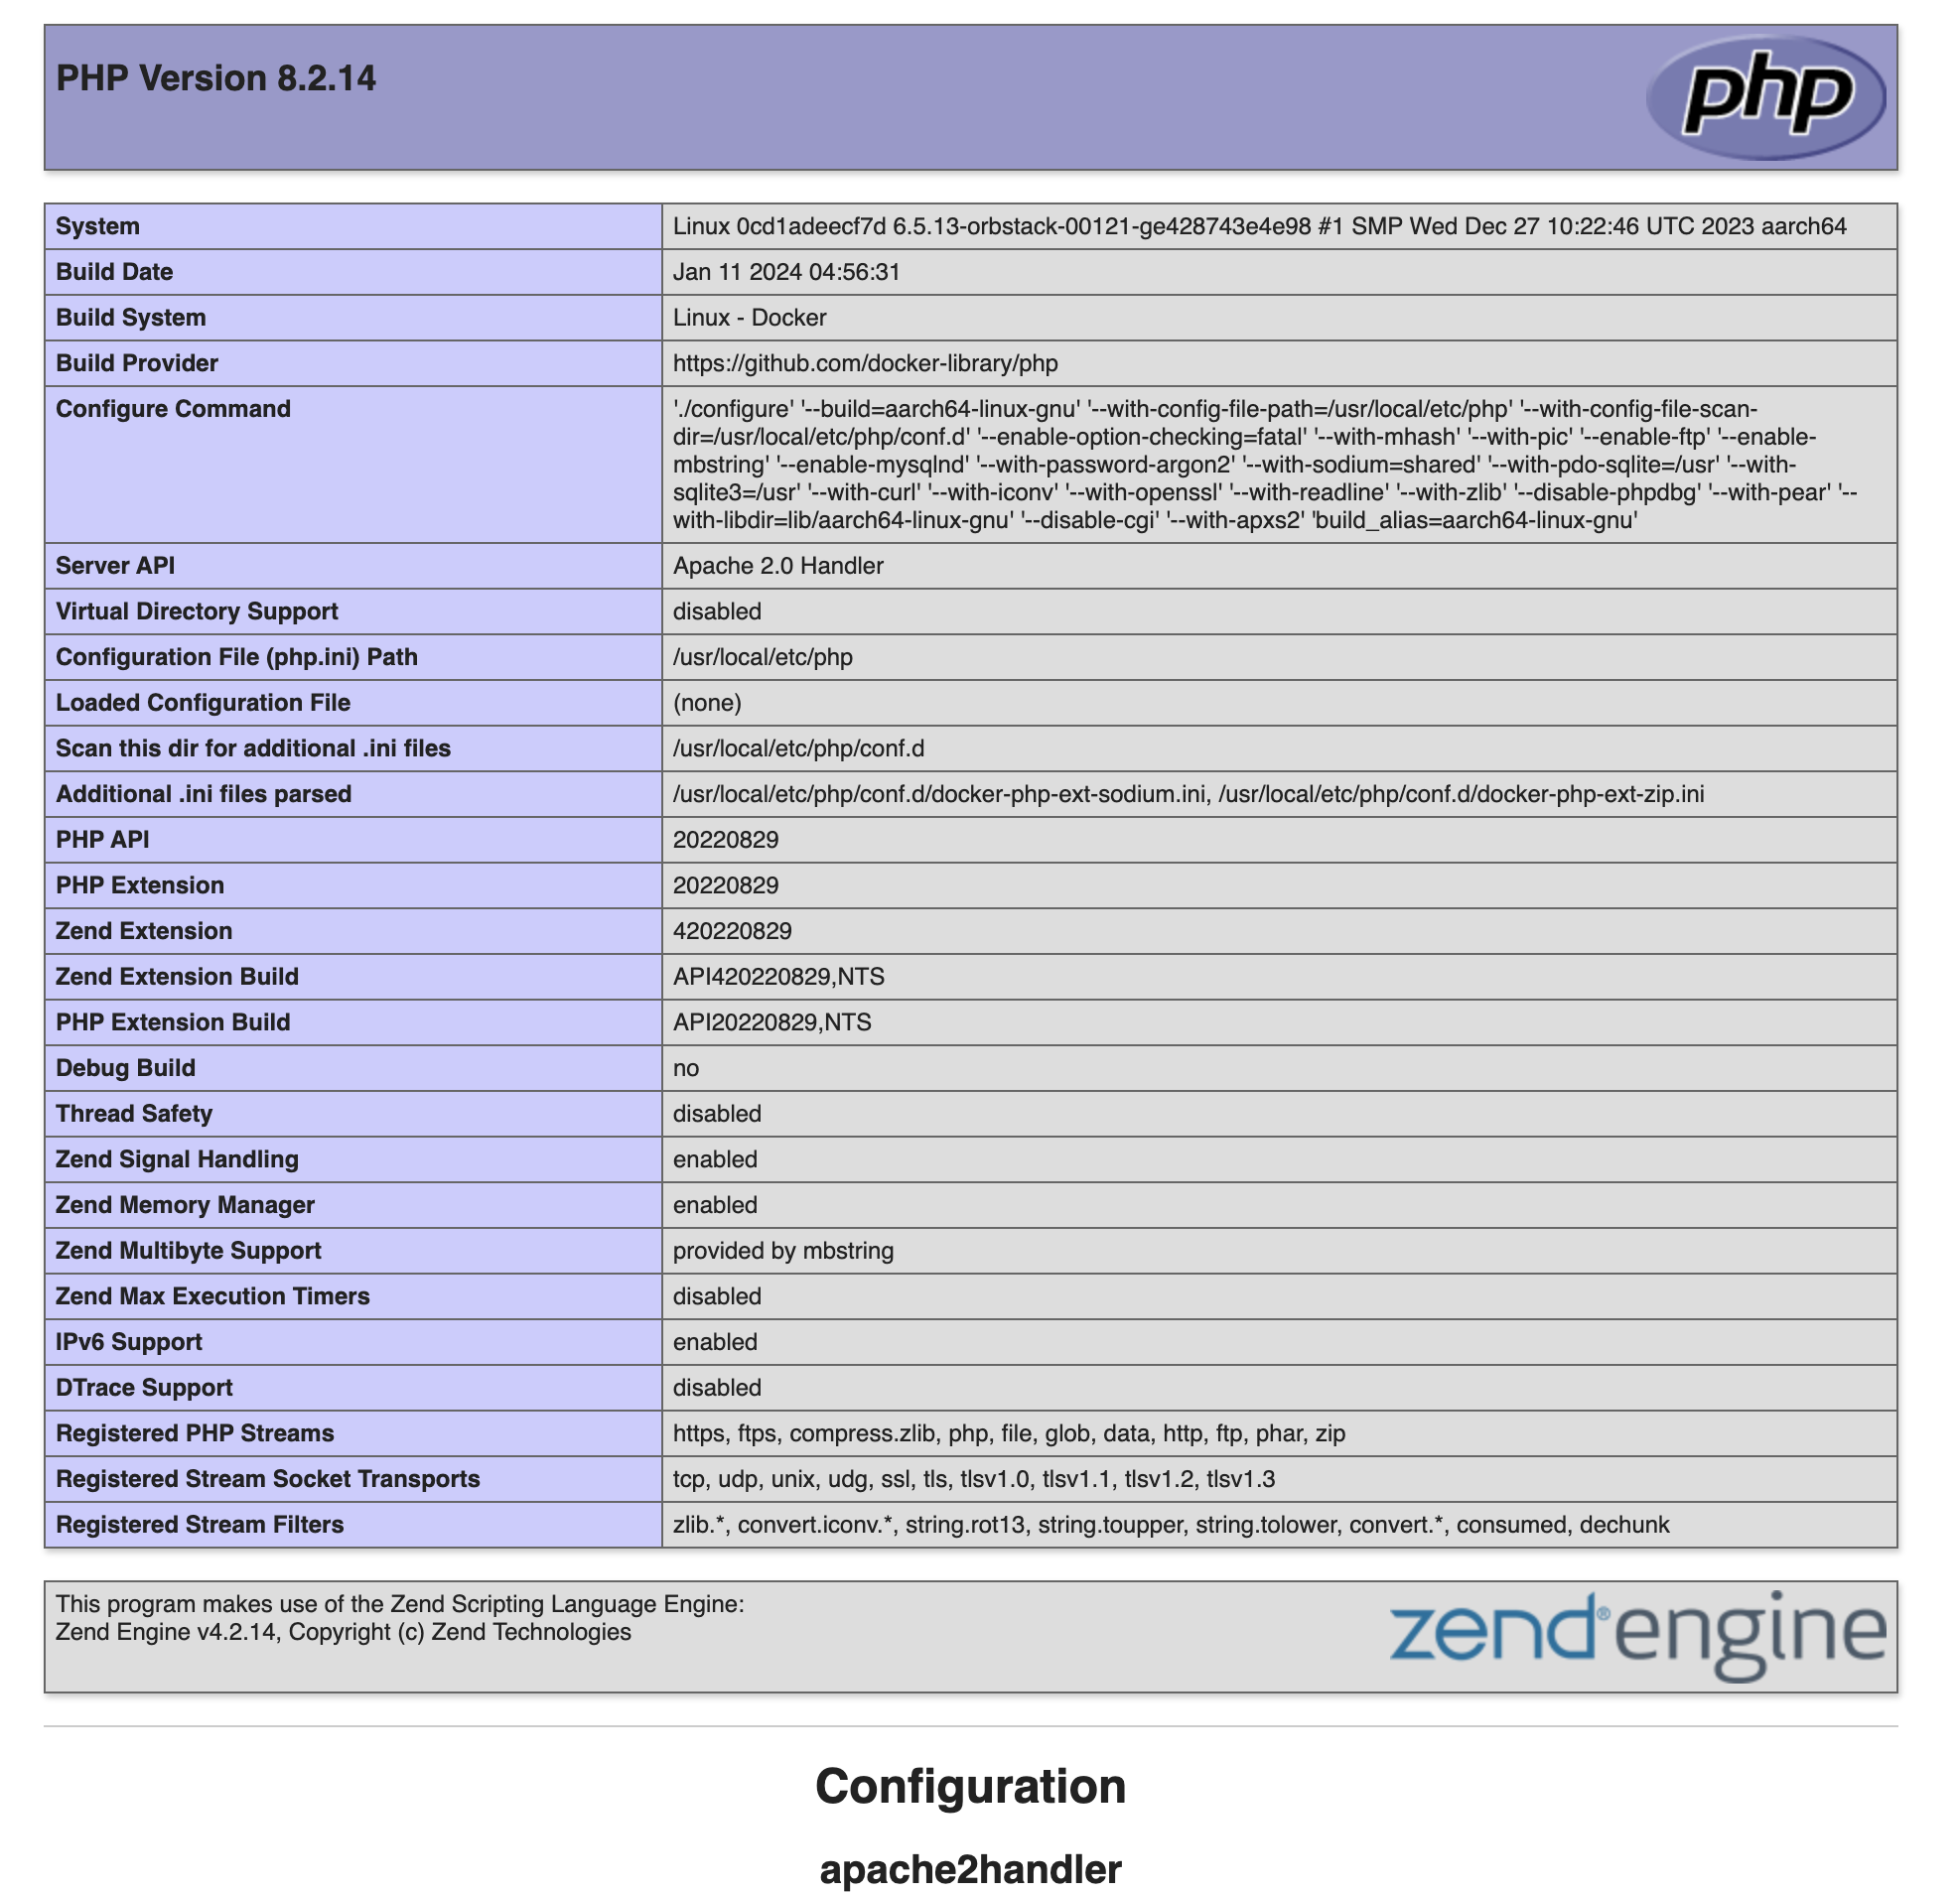 PHP Version 8.2.14
php
System Linux 0cd1adeecf7d 6.5.13-orbstack-00121-ge428743e4e98 #1 SMP Wed Dec 27 10:22:46 UTC 2023 aarch64
Build Date Jan 11 2024 04:56:31
Build System Linux - Docker
Build Provider https://github.com/docker-library/php
Configure Command './configure' '--build=aarch64-linux-gnu' '--with-config-file-path=/usr/local/etc/php' '--with-config-file-scan-
dir=/usr/local/etc/php/conf.d' '--enable-option-checking=fatal' '--with-mhash' '--with-pic' '--enable-ftp' '--enable-
mbstring' '--enable-mysqlnd' '--with-password-argon2' '--with-sodium=shared' '--with-pdo-sqlite=/usr' '--with-
sqlite3=/usr' '--with-curl' '--with-iconv' '--with-openssl' '--with-readline' '--with-zlib' '--disable-phpdbg' '--with-pear' '--
with-libdir=lib/aarch64-linux-gnu' '--disable-cgi' '--with-apxs2' 'build_alias=aarch64-linux-gnu'
Server API Apache 2.0 Handler
Virtual Directory Support disabled
Configuration File (php.ini) Path /usr/local/etc/php
Loaded Configuration File (none)
Scan this dir for additional .ini files /usr/local/etc/php/conf.d
Additional .ini files parsed /usr/local/etc/php/conf.d/docker-php-ext-sodium.ini, /usr/local/etc/php/conf.d/docker-php-ext-zip.ini
PHP API 20220829
PHP Extension 20220829
Zend Extension 420220829
Zend Extension Build API420220829,NTS
PHP Extension Build API20220829,NTS
Debug Build no
Thread Safety disabled
Zend Signal Handling enabled
Zend Memory Manager enabled
Zend Multibyte Support provided by mbstring
Zend Max Execution Timers disabled
IPv6 Support enabled
DTrace Support disabled
Registered PHP Streams https, ftps, compress.zlib, php, file, glob, data, http, ftp, phar, zip
Registered Stream Socket Transports tcp, udp, unix, udg, ssl, tls, tlsv1.0, tlsv1.1, tlsv1.2, tlsv1.3
Registered Stream Filters zlib.*, convert.iconv.*, string.rot13, string.toupper, string.tolower, convert.*, consumed, dechunk
This program makes use of the Zend Scripting Language Engine:
Zend Engine v4.2.14, Copyright (c) Zend Technologies
zend®engine
Configuration
apache2handler